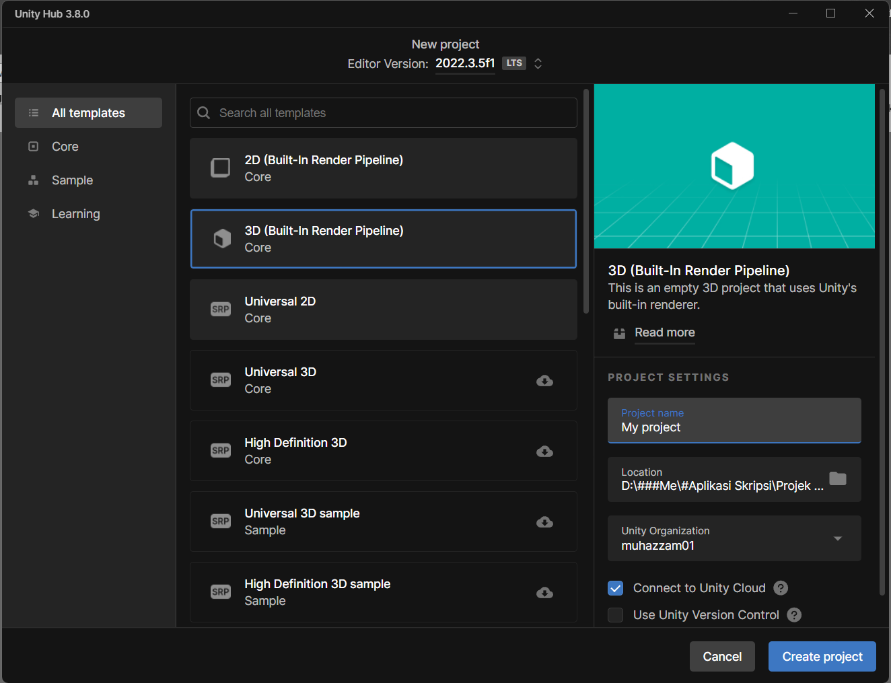 Unity Hub 3.8.0
New project
Editor Version: 2022.3.5f1 LTS
All templates
Core
Sample
Learning
Search all templates
2D (Built-In Render Pipeline)
Core
3D (Built-In Render Pipeline)
Core
SRP
Universal 2D
Core
SRP
Universal 3D
Core
SRP
High Definition 3D
Core
SRP
Universal 3D sample
Sample
SRP
High Definition 3D sample
Sample
3D (Built-In Render Pipeline)
This is an empty 3D project that uses Unity's
built-in renderer.
Read more
PROJECT SETTINGS
Project name
My project
Location
D:\###Me\#Aplikasi Skripsi\Projek ...
Unity Organization
muhazzam01
Connect to Unity Cloud ?
Use Unity Version Control ?
Cancel
Create project